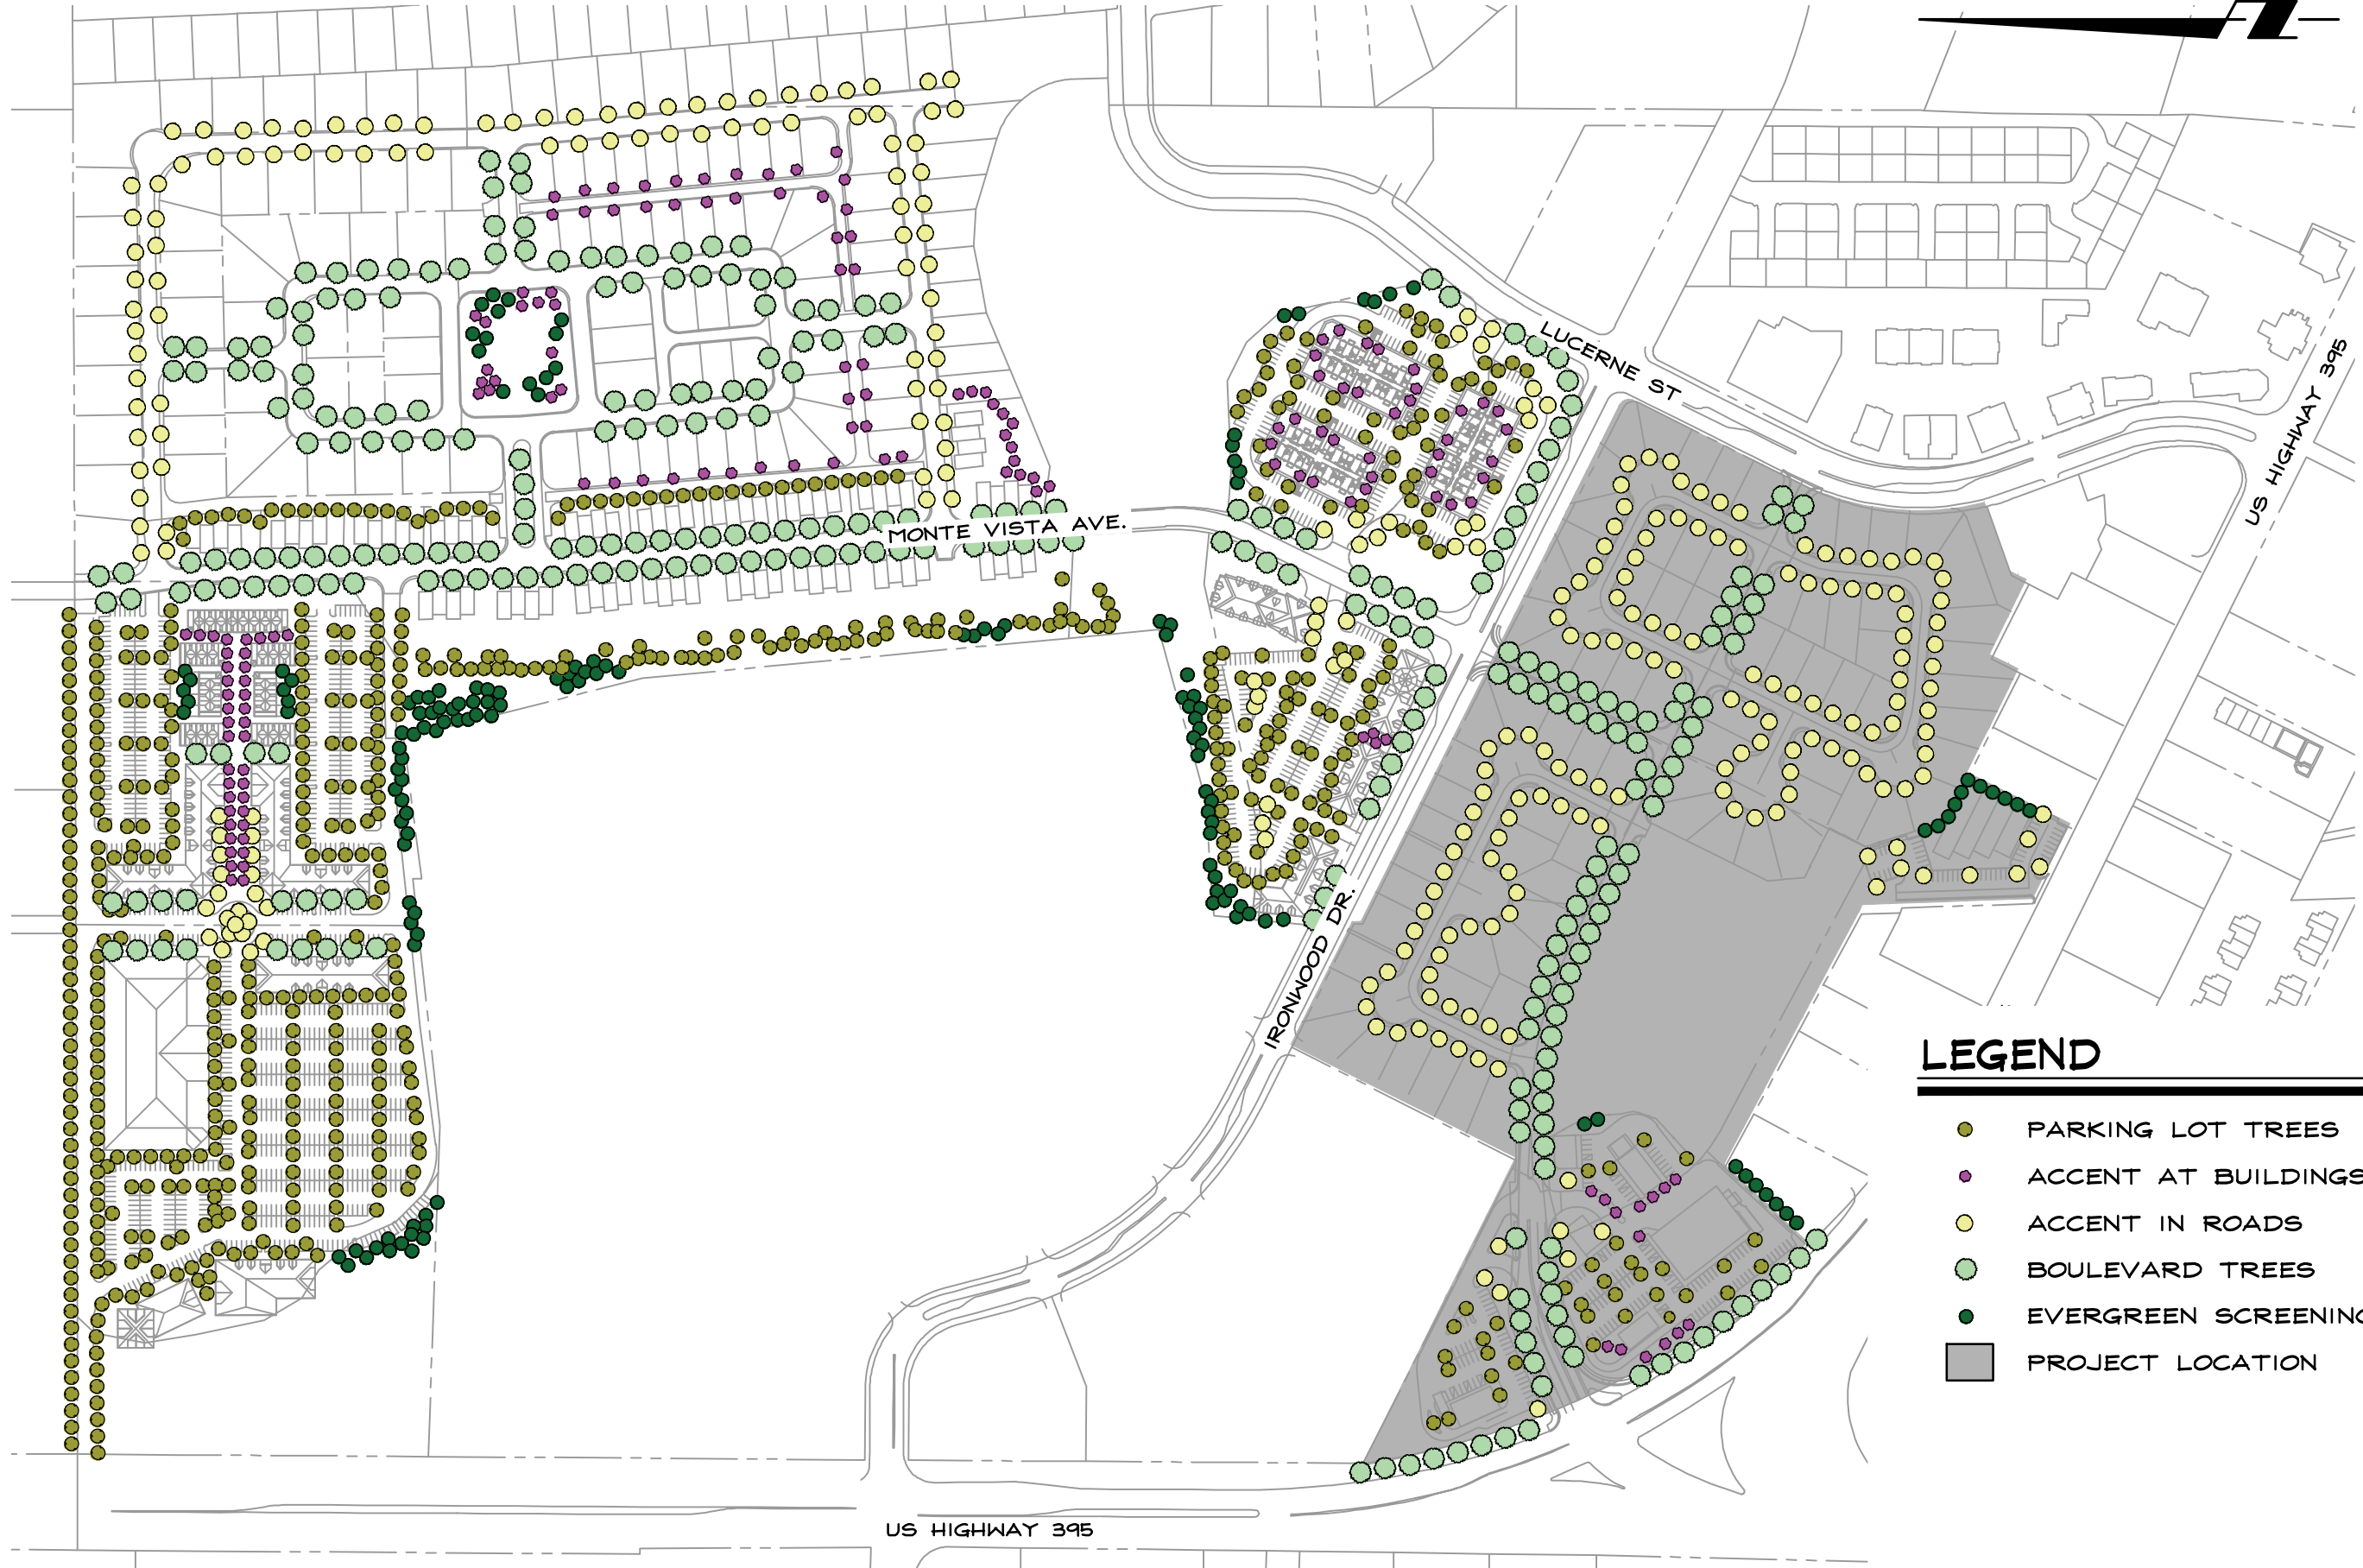 LUCERNE ST
US HIGHWAY 395
MONTE VISTA AVE.
IRONWOOD DR.
LEGEND
PARKING LOT TREES
ACCENT AT BUILDINGS
ACCENT IN ROADS
BOULEVARD TREES
EVERGREEN SCREENING
PROJECT LOCATION
US HIGHWAY 395